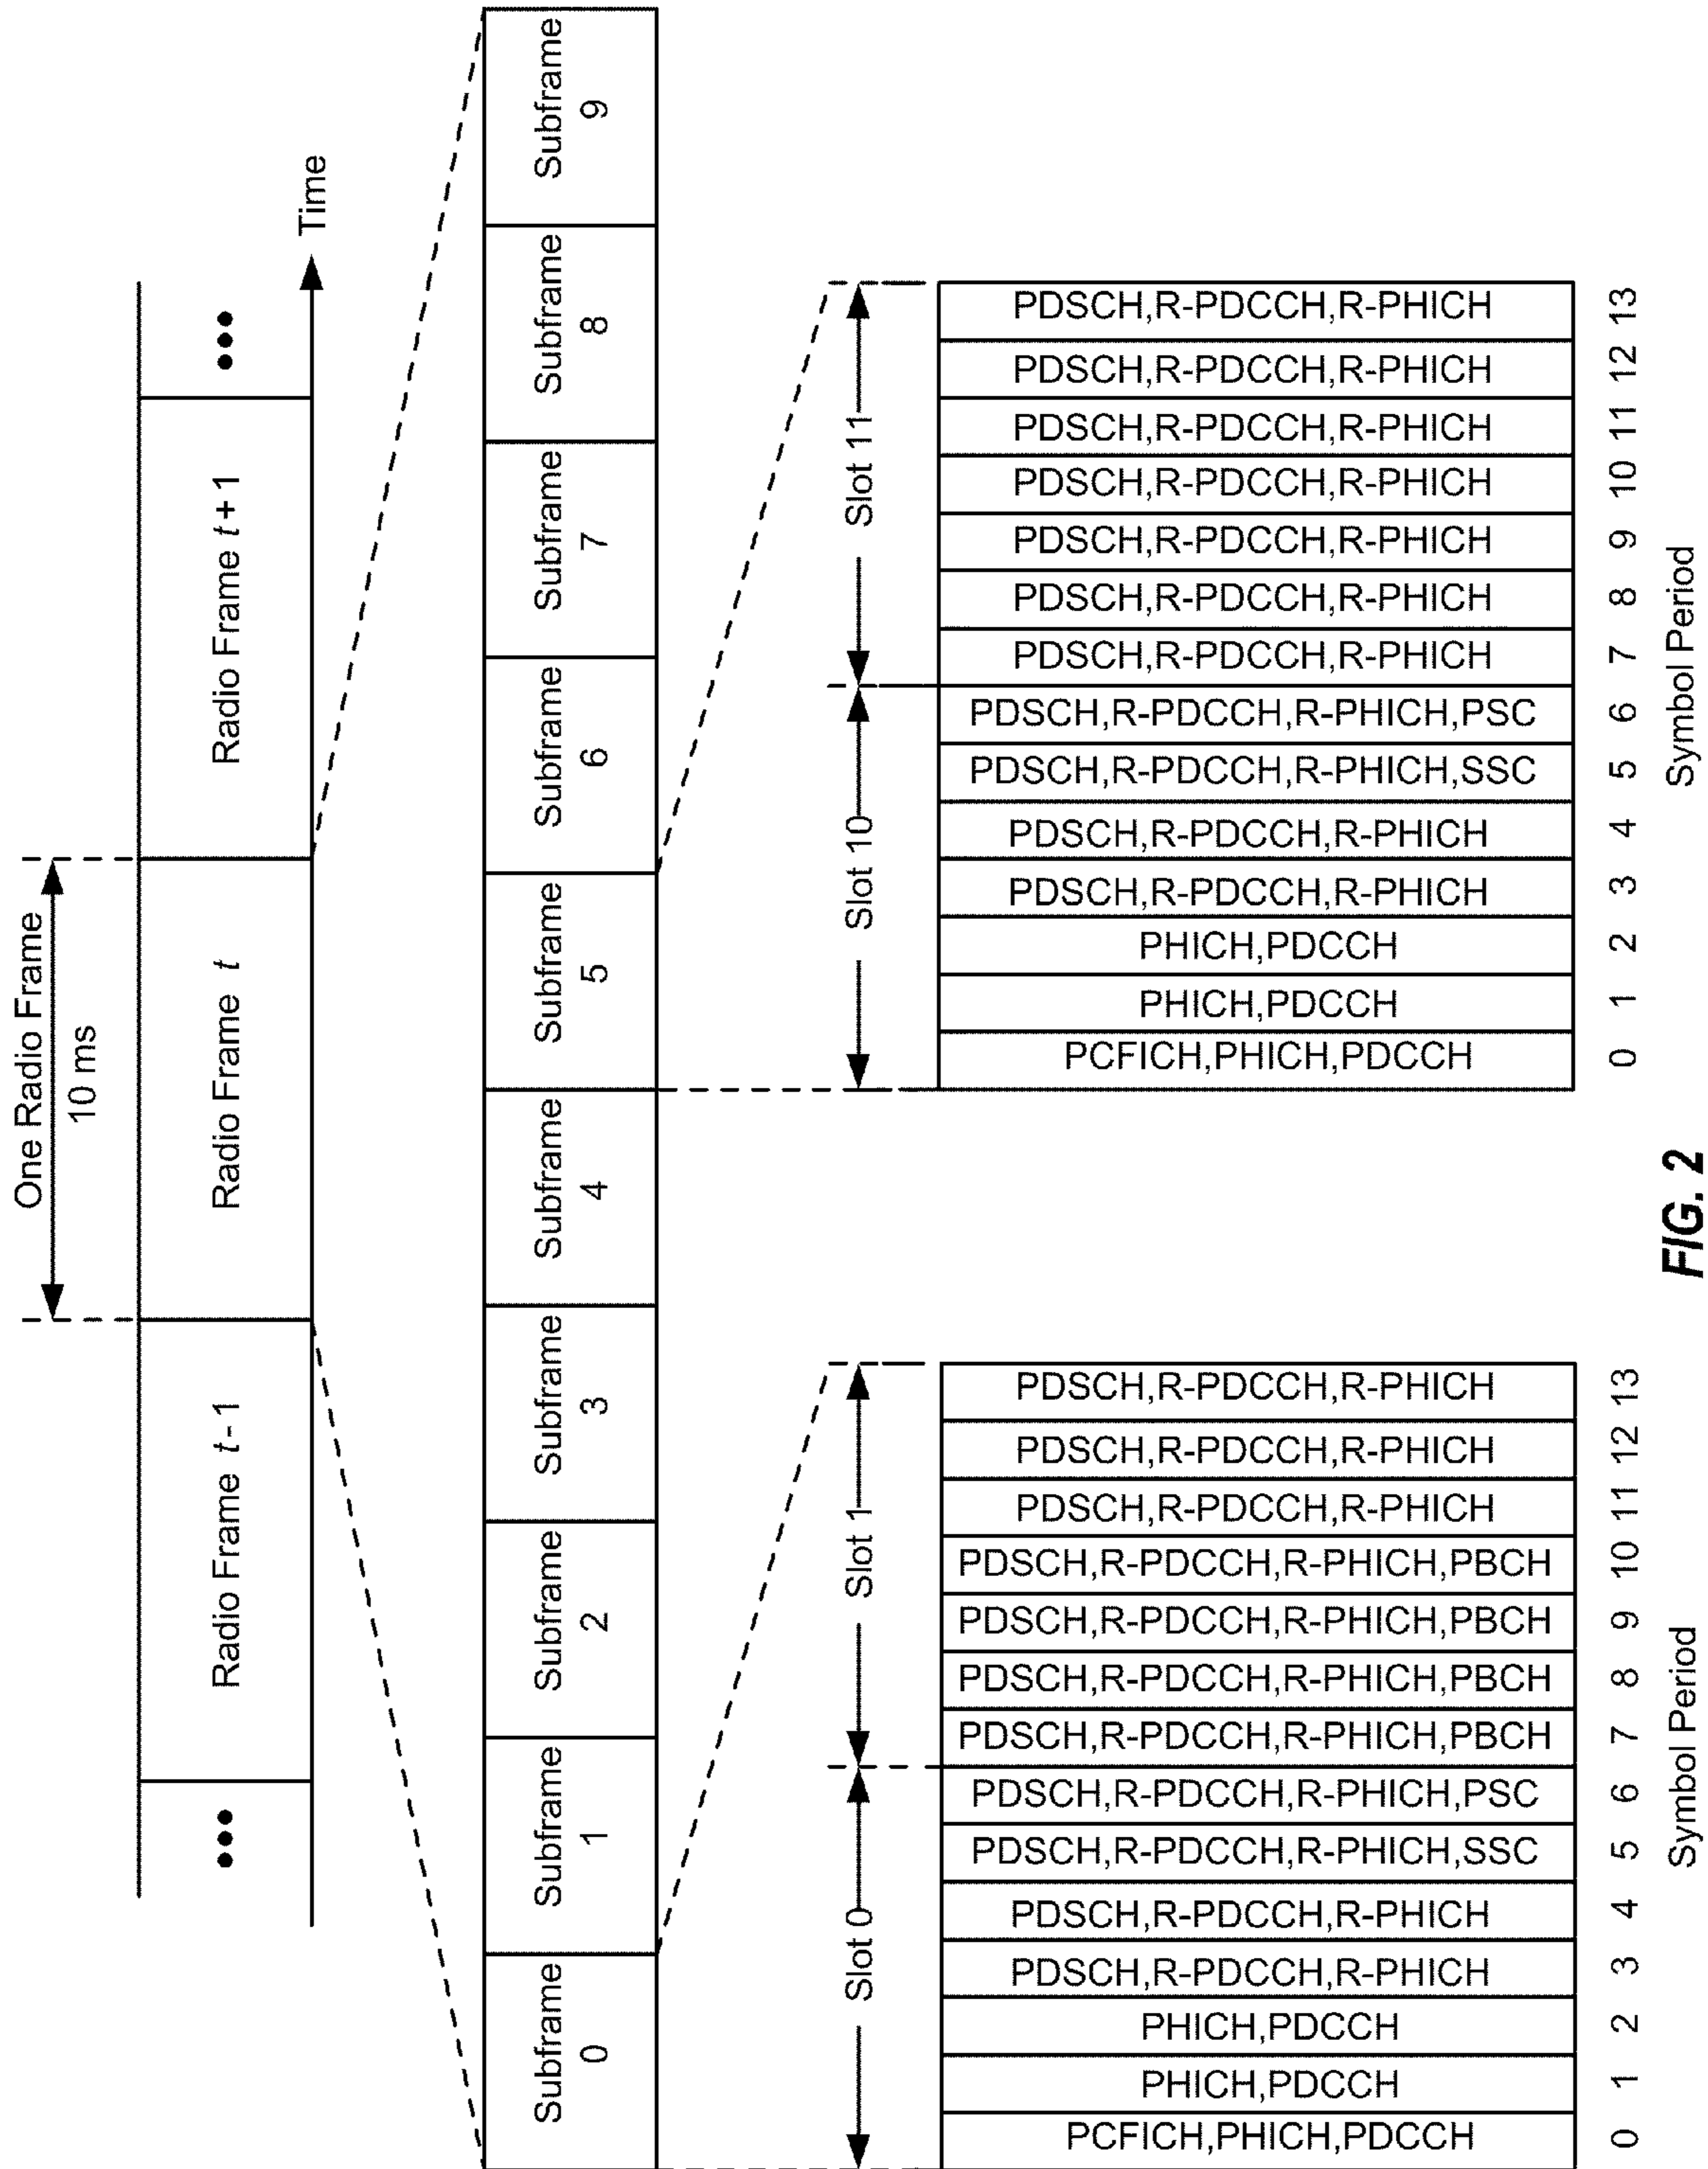 One Radio Frame
10 ms
•••
Radio Frame t - 1
Radio Frame t
Radio Frame t + 1
•••
Time
Subframe
0
Subframe
1
Subframe
2
Subframe
3
Subframe
4
Subframe
5
Subframe
6
Subframe
7
Subframe
8
Subframe
9
Slot 0
Slot 1
PCFICH,PHICH,PDCCH
PHICH,PDCCH
PHICH,PDCCH
PDSCH,R-PDCCH,R-PHICH
PDSCH,R-PDCCH,R-PHICH
PDSCH,R-PDCCH,R-PHICH,SSC
PDSCH,R-PDCCH,R-PHICH,PSC
PDSCH,R-PDCCH,R-PHICH,PBCH
PDSCH,R-PDCCH,R-PHICH,PBCH
PDSCH,R-PDCCH,R-PHICH,PBCH
PDSCH,R-PDCCH,R-PHICH,PBCH
PDSCH,R-PDCCH,R-PHICH
PDSCH,R-PDCCH,R-PHICH
PDSCH,R-PDCCH,R-PHICH
0 1 2 3 4 5 6 7 8 9 10 11 12 13
Symbol Period
Slot 10
Slot 11
PCFICH,PHICH,PDCCH
PHICH,PDCCH
PHICH,PDCCH
PDSCH,R-PDCCH,R-PHICH
PDSCH,R-PDCCH,R-PHICH
PDSCH,R-PDCCH,R-PHICH,SSC
PDSCH,R-PDCCH,R-PHICH,PSC
PDSCH,R-PDCCH,R-PHICH
PDSCH,R-PDCCH,R-PHICH
PDSCH,R-PDCCH,R-PHICH
PDSCH,R-PDCCH,R-PHICH
PDSCH,R-PDCCH,R-PHICH
PDSCH,R-PDCCH,R-PHICH
PDSCH,R-PDCCH,R-PHICH
0 1 2 3 4 5 6 7 8 9 10 11 12 13
Symbol Period
FIG. 2